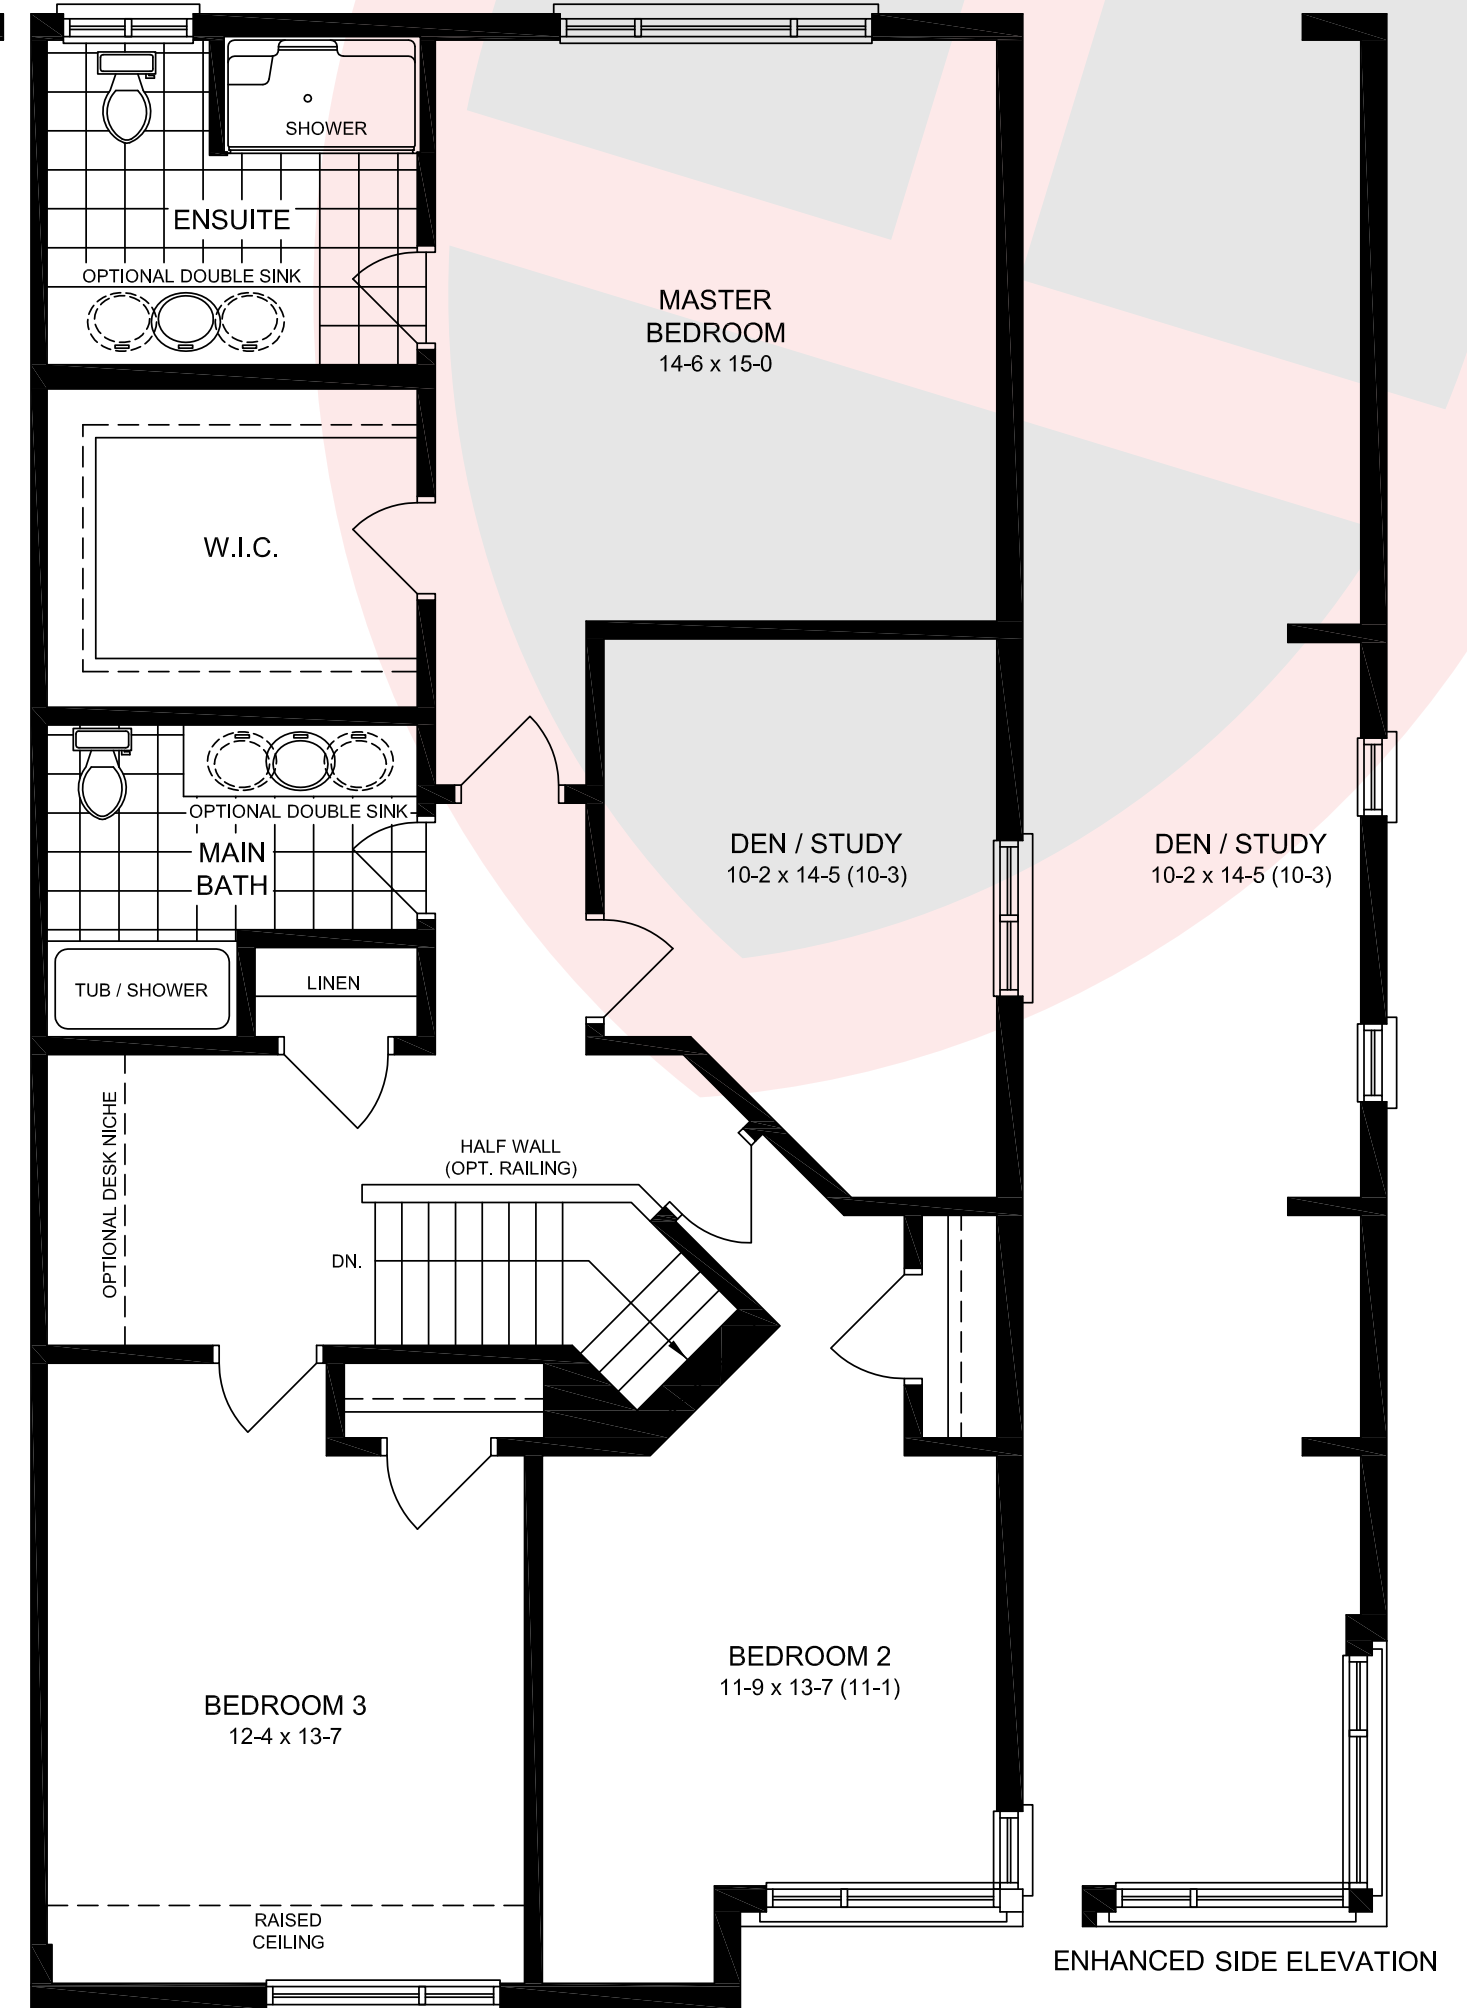 SHOWER
ENSUITE
OPTIONAL DOUBLE SINK
MASTER
BEDROOM
14-6 x 15-0
W.I.C.
OPTIONAL DOUBLE SINK
MAIN
BATH
DEN / STUDY
10-2 x 14-5 (10-3)
DEN / STUDY
10-2 x 14-5 (10-3)
TUB / SHOWER
LINEN
OPTIONAL DESK NICHE
HALF WALL
(OPT. RAILING)
DN.
BEDROOM 2
11-9 x 13-7 (11-1)
BEDROOM 3
12-4 x 13-7
RAISED
CEILING
ENHANCED SIDE ELEVATION